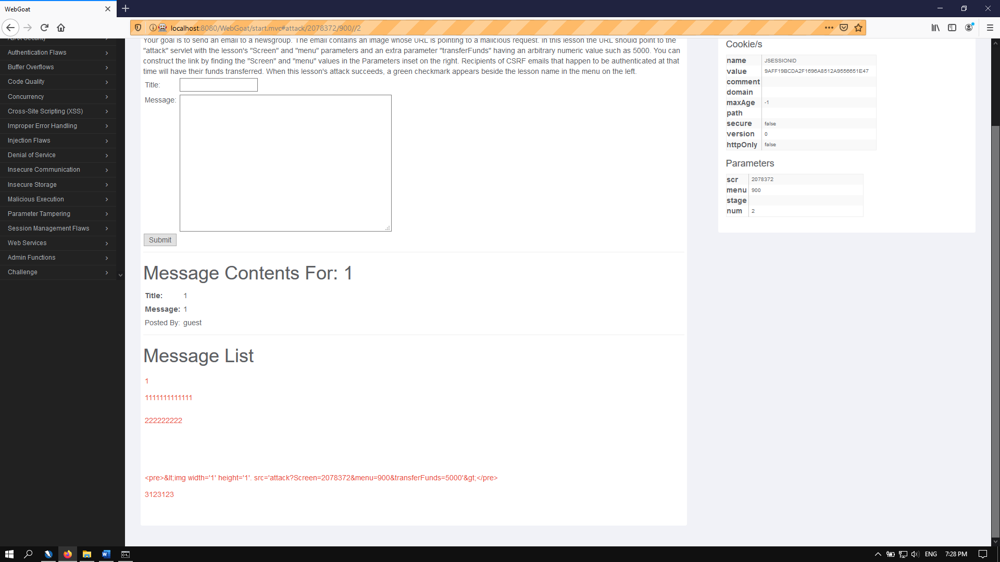 WebGoat
localhost:8080/WebGoat/start.mvc#attack/2078372/900//2
AJAX Security
Authentication Flaws
Buffer Overflows
Code Quality
Concurrency
Cross-Site Scripting (XSS)
Improper Error Handling
Injection Flaws
Denial of Service
Insecure Communication
Insecure Storage
Malicious Execution
Parameter Tampering
Session Management Flaws
Web Services
Admin Functions
Challenge
Your goal is to send an email to a newsgroup. The email contains an image whose URL is pointing to a malicious request. In this lesson the URL should point to the
"attack" servlet with the lesson's "Screen" and "menu" parameters and an extra parameter "transferFunds" having an arbitrary numeric value such as 5000. You can
construct the link by finding the "Screen" and "menu" values in the Parameters inset on the right. Recipients of CSRF emails that happen to be authenticated at that
time will have their funds transferred. When this lesson's attack succeeds, a green checkmark appears beside the lesson name in the menu on the left.
Title:
Message:
Submit
Message Contents For: 1
Title: 1
Message: 1
Posted By: guest
Message List
1
1111111111111
222222222
<pre>&lt;img width='1' height='1'. src='attack?Screen=2078372&menu=900&transferFunds=5000'&gt;</pre>
3123123
Cookie/s
name JSESSIONID
value 9AFF19BCDA2F1696A8512A9556651E47
comment
domain
maxAge -1
path
secure false
version 0
httpOnly false
Parameters
scr 2078372
menu 900
stage
num 2
ENG
7:28 PM